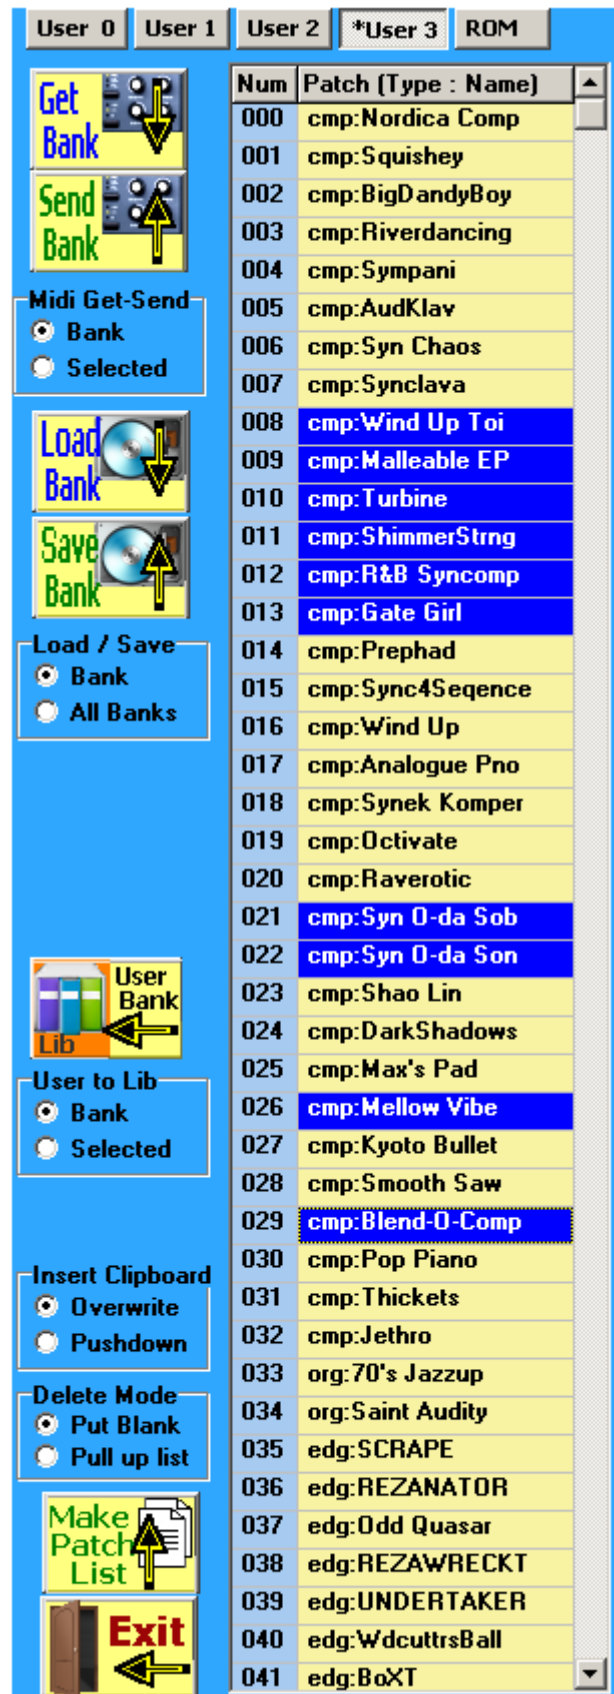 User 0 User 1 User 2 *User 3 ROM
Get
Bank
Send
Bank
Midi Get-Send
Bank
Selected
Load
Bank
Save
Bank
Load / Save
Bank
All Banks
User
Bank
Lib
User to Lib
Bank
Selected
Insert Clipboard
Overwrite
Pushdown
Delete Mode
Put Blank
Pull up list
Make
Patch
List
Exit
Num Patch (Type : Name)
000 cmp:Nordica Comp
001 cmp:Squishey
002 cmp:BigDandyBoy
003 cmp:Riverdancing
004 cmp:Sympani
005 cmp:AudKlav
006 cmp:Syn Chaos
007 cmp:Synclava
008 cmp:Wind Up Toi
009 cmp:Malleable EP
010 cmp:Turbine
011 cmp:ShimmerStrng
012 cmp:R&B Syncomp
013 cmp:Gate Girl
014 cmp:Prephad
015 cmp:Sync4Seqence
016 cmp:Wind Up
017 cmp:Analogue Pno
018 cmp:Synek Komper
019 cmp:Octivate
020 cmp:Raverotic
021 cmp:Syn O-da Sob
022 cmp:Syn O-da Son
023 cmp:Shao Lin
024 cmp:DarkShadows
025 cmp:Max's Pad
026 cmp:Mellow Vibe
027 cmp:Kyoto Bullet
028 cmp:Smooth Saw
029 cmp:Blend-O-Comp
030 cmp:Pop Piano
031 cmp:Thickets
032 cmp:Jethro
033 org:70's Jazzup
034 org:Saint Audity
035 edg:SCRAPE
036 edg:REZANATOR
037 edg:Odd Quasar
038 edg:REZAWRECKT
039 edg:UNDERTAKER
040 edg:WdcuttrsBall
041 edg:BoXT